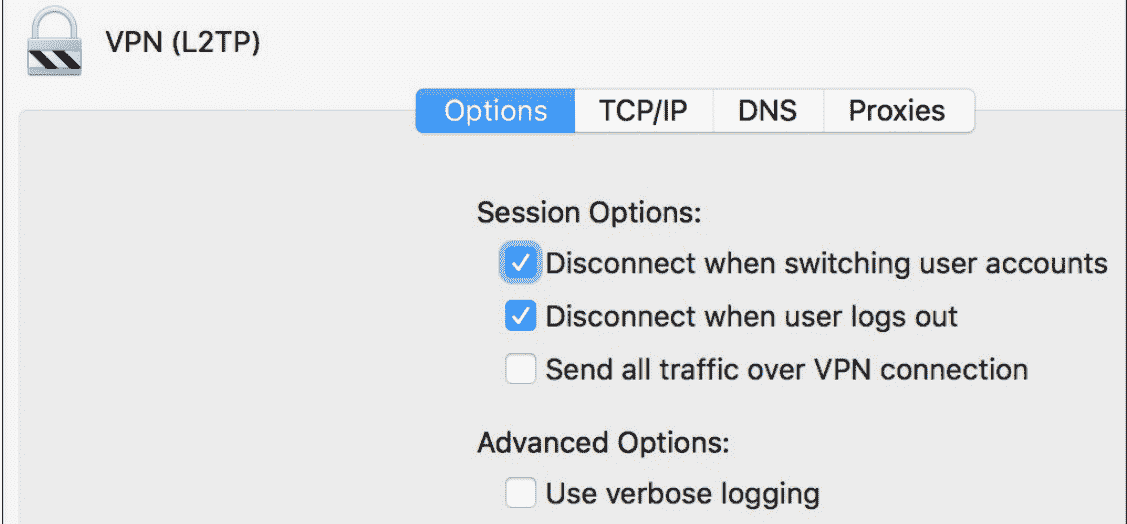 VPN (L2TP)
Options TCP/IP DNS Proxies
Session Options:
Disconnect when switching user accounts
Disconnect when user logs out
Send all traffic over VPN connection
Advanced Options:
Use verbose logging